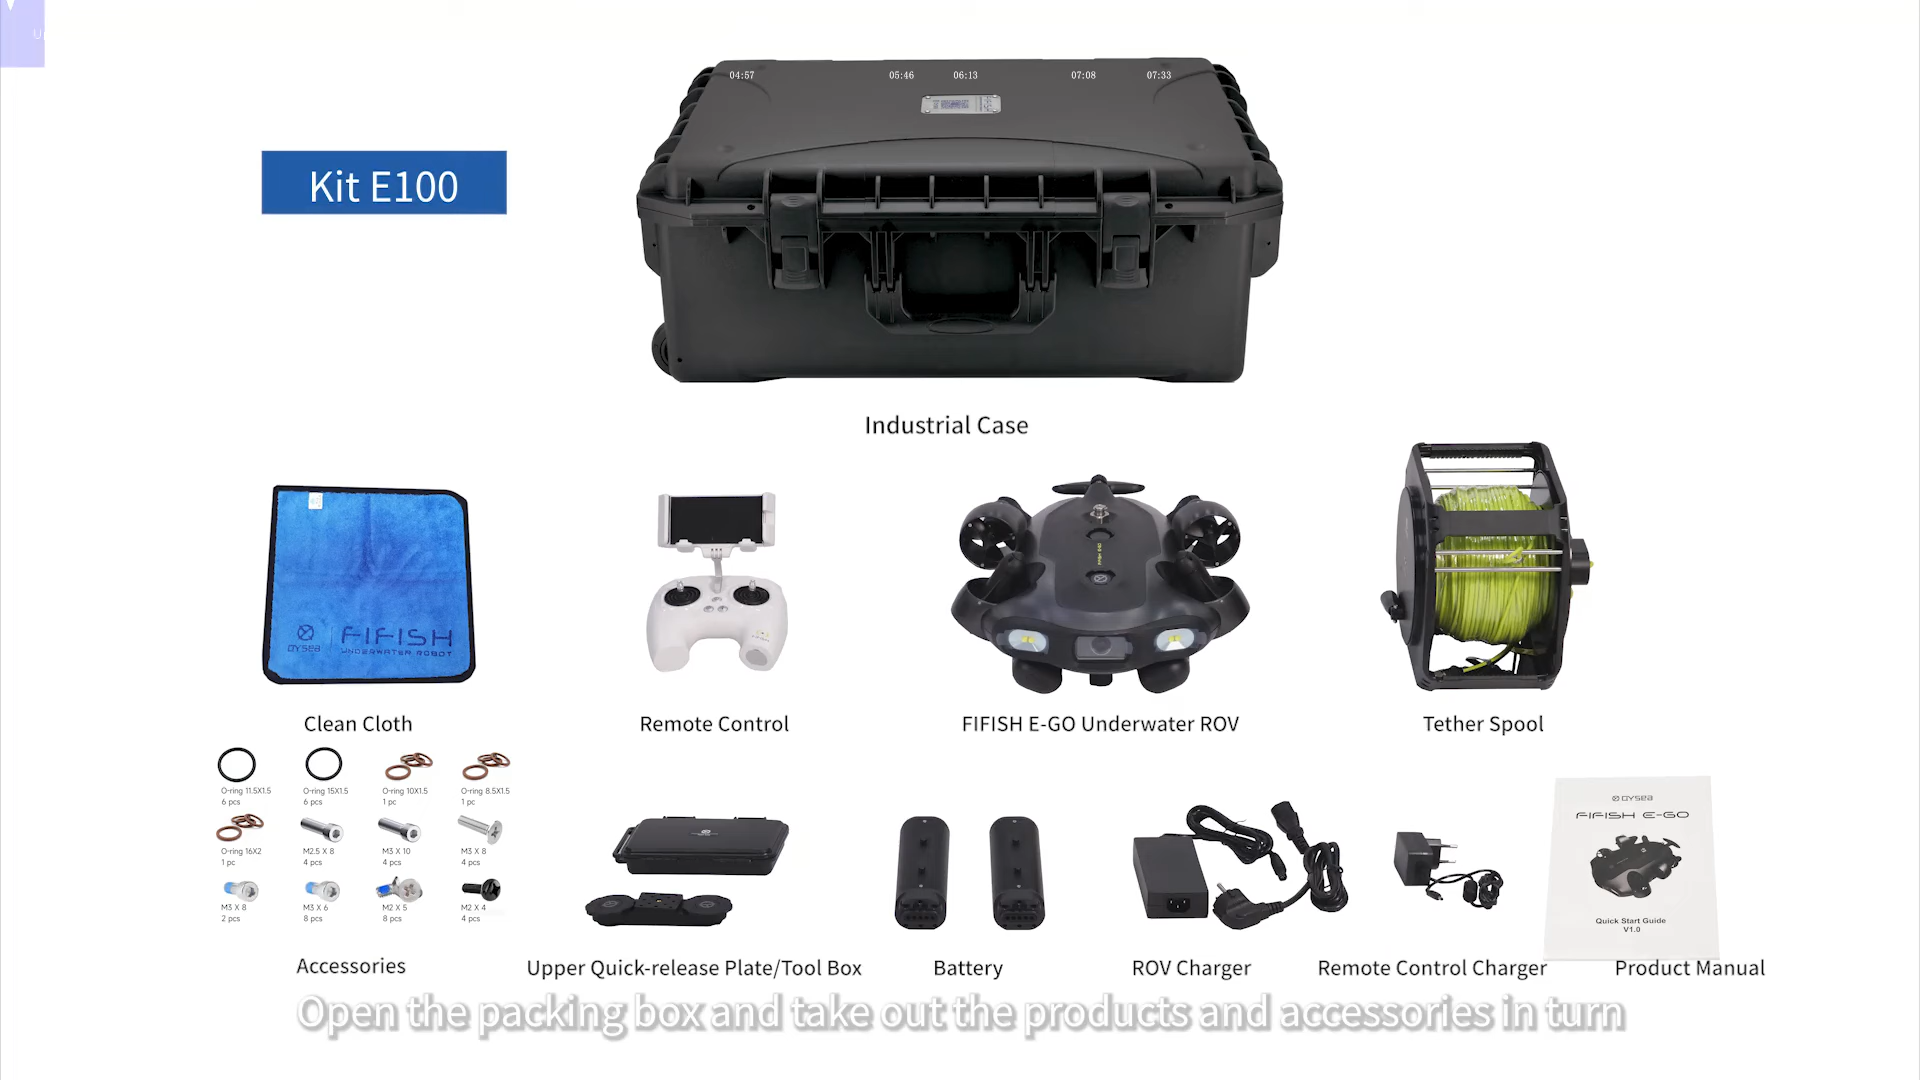 04:57 05:46 06:13 07:08 07:33
Kit E100
Industrial Case
FIFISH
QYSEA
UNDERWATER ROBOT
Clean Cloth
Remote Control
FIFISH E-GO Underwater ROV
Tether Spool
O-ring 11.5X1.5
6 pcs
O-ring 15X1.5
6 pcs
O-ring 10X1.5
1 pc
O-ring 8.5X1.5
1 pc
O-ring 16X2
1 pc
M2.5 X 8
4 pcs
M3 X 10
4 pcs
M3 X 8
4 pcs
M3 X 8
2 pcs
M3 X 6
8 pcs
M2 X 5
8 pcs
M2 X 4
4 pcs
QYSEA
FIFISH E-GO
Quick Start Guide
V1.0
Accessories
Upper Quick-release Plate/Tool Box
Battery
ROV Charger
Remote Control Charger
Product Manual
Open the packing box and take out the products and accessories in turn